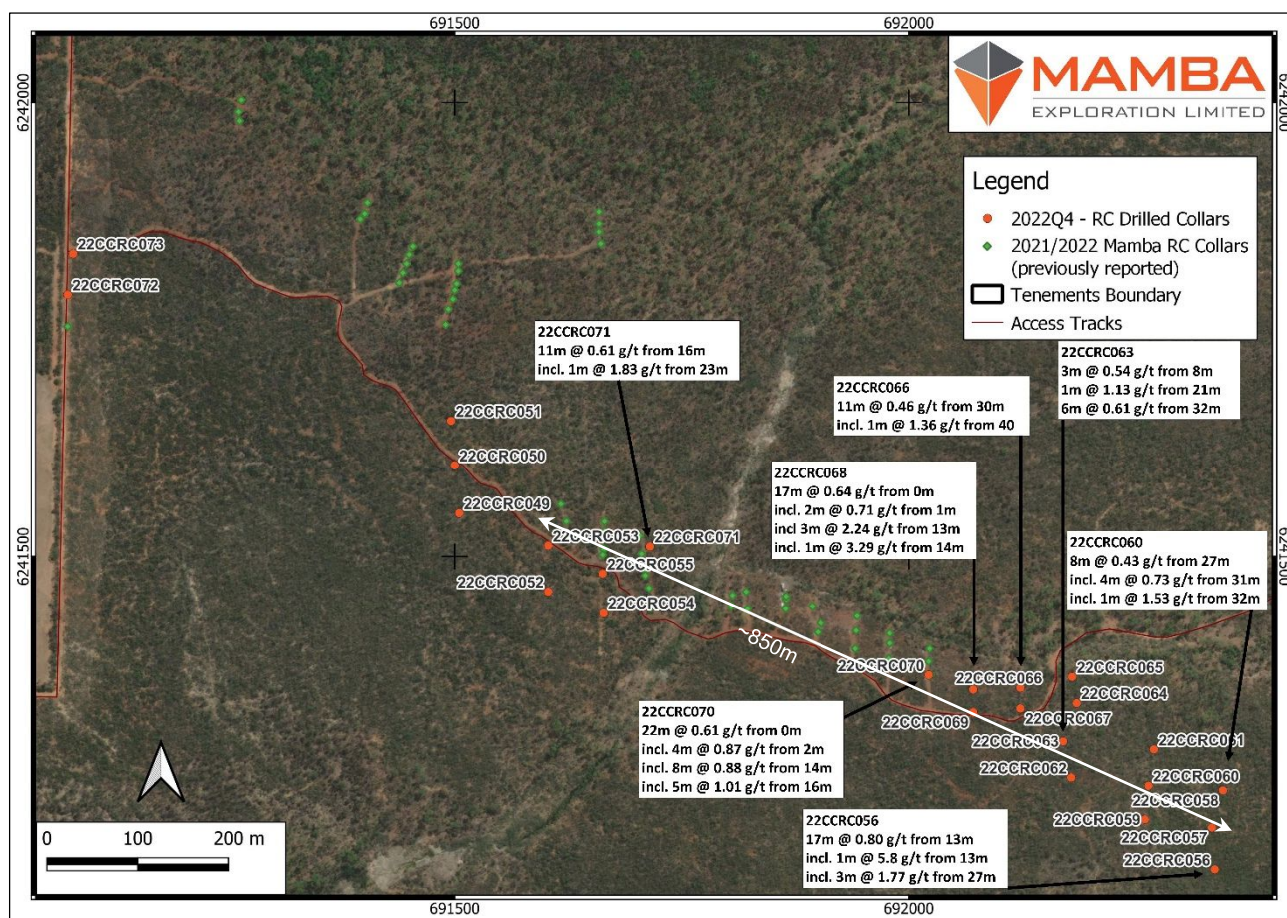 691500
692000
6242000
6242000
MAMBA
EXPLORATION LIMITED
Legend
2022Q4 - RC Drilled Collars
2021/2022 Mamba RC Collars
(previously reported)
Tenements Boundary
Access Tracks
22CCRC073
22CCRC072
22CCRC071
11m @ 0.61 g/t from 16m
incl. 1m @ 1.83 g/t from 23m
22CCRC063
3m @ 0.54 g/t from 8m
1m @ 1.13 g/t from 21m
6m @ 0.61 g/t from 32m
22CCRC066
11m @ 0.46 g/t from 30m
incl. 1m @ 1.36 g/t from 40
22CCRC051
22CCRC050
22CCRC068
17m @ 0.64 g/t from 0m
incl. 2m @ 0.71 g/t from 1m
incl 3m @ 2.24 g/t from 13m
incl. 1m @ 3.29 g/t from 14m
22CCRC049
22CCRC053
22CCRC071
6241500
6241500
22CCRC060
8m @ 0.43 g/t from 27m
incl. 4m @ 0.73 g/t from 31m
incl. 1m @ 1.53 g/t from 32m
22CCRC055
22CCRC052
22CCRC054
~850m
22CCRC070
22CCRC066
22CCRC065
22CCRC064
22CCRC069
22CCRC067
22CCRC070
22m @ 0.61 g/t from 0m
incl. 4m @ 0.87 g/t from 2m
incl. 8m @ 0.88 g/t from 14m
incl. 5m @ 1.01 g/t from 16m
22CCRC063
22CCRC061
22CCRC062
22CCRC060
22CCRC058
22CCRC059
22CCRC057
22CCRC056
17m @ 0.80 g/t from 13m
incl. 1m @ 5.8 g/t from 13m
incl. 3m @ 1.77 g/t from 27m
22CCRC056
0
100
200 m
691500
692000